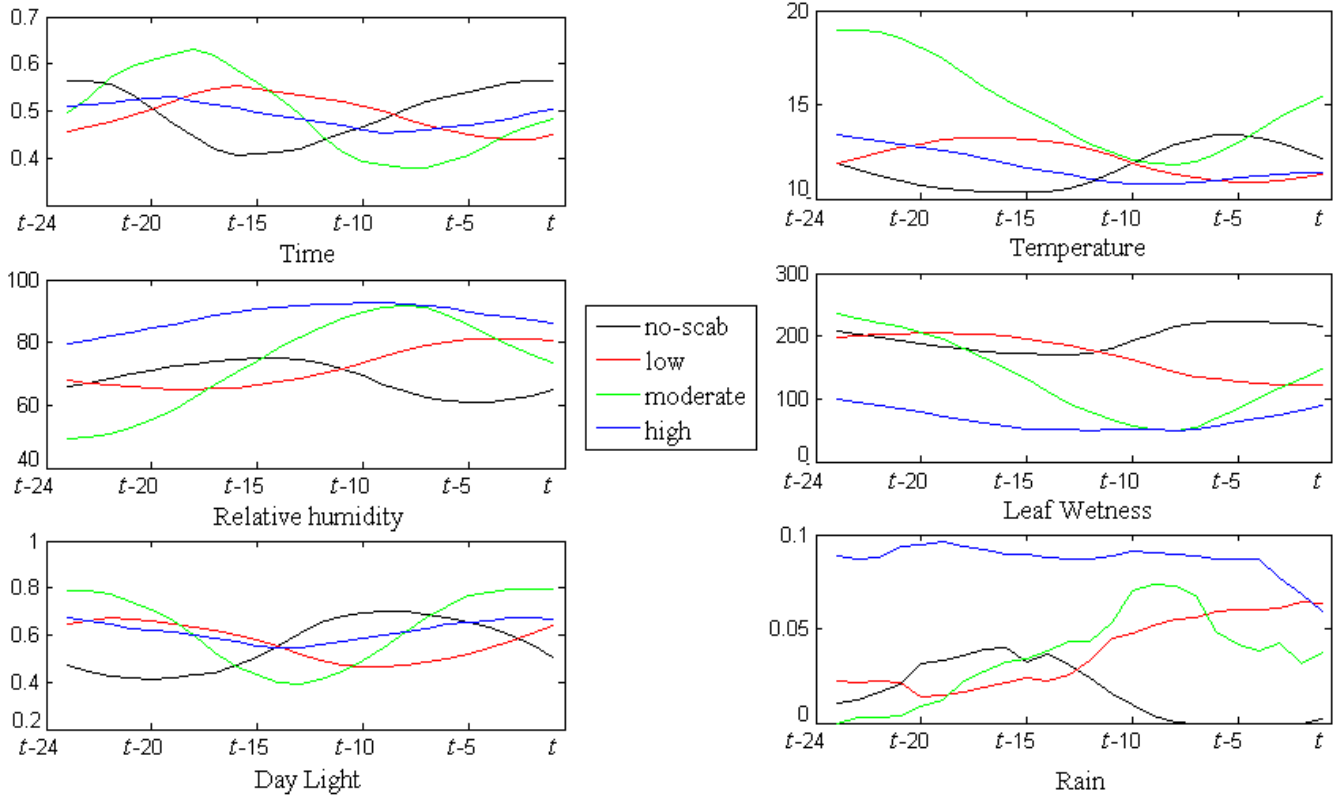 0.7
0.6
0.5
0.4
t-24 t-20 t-15 t-10 t-5 t
Time
20
15
10
t-24 t-20 t-15 t-10 t-5 t
Temperature
100
80
60
40
t-24 t-20 t-15 t-10 t-5 t
Relative humidity
no-scab
low
moderate
high
300
200
100
0
t-24 t-20 t-15 t-10 t-5 t
Leaf Wetness
1
0.8
0.6
0.4
0.2
t-24 t-20 t-15 t-10 t-5 t
Day Light
0.1
0.05
0
t-24 t-20 t-15 t-10 t-5 t
Rain